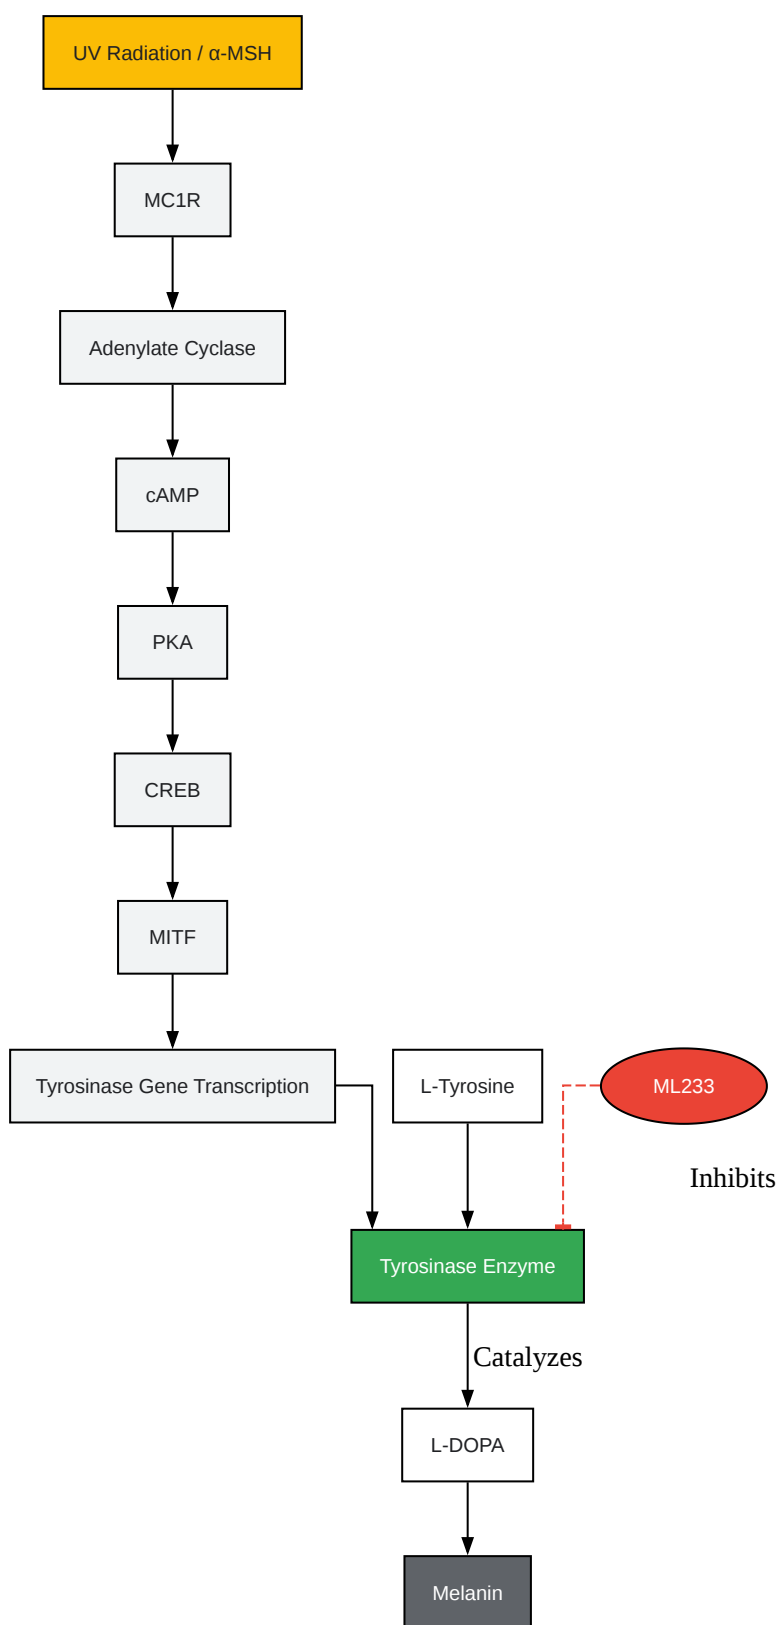 UV Radiation / α-MSH
MC1R
Adenylate Cyclase
cAMP
PKA
CREB
MITF
Tyrosinase Gene Transcription
L-Tyrosine
ML233
Inhibits
Tyrosinase Enzyme
Catalyzes
L-DOPA
Melanin